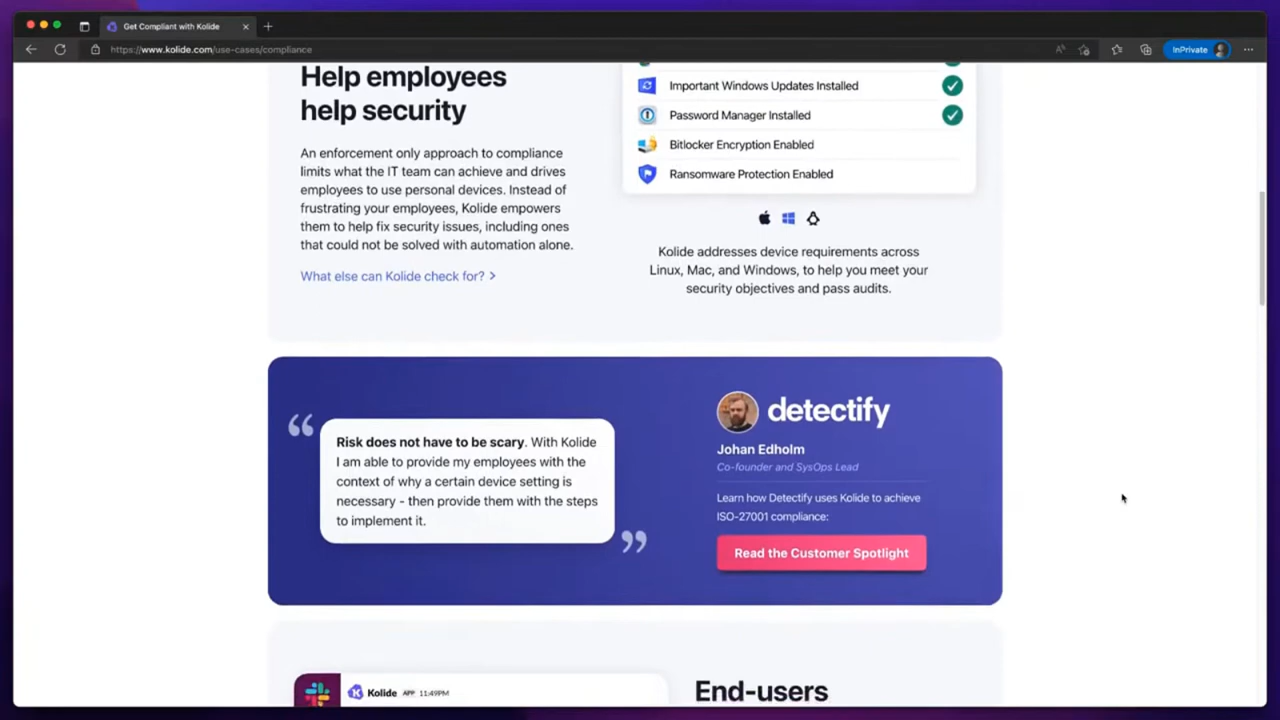 Get Compliant with Kolide
https://www.kolide.com/use-cases/compliance
InPrivate
Help employees
help security
An enforcement only approach to compliance
limits what the IT team can achieve and drives
employees to use personal devices. Instead of
frustrating your employees, Kolide empowers
them to help fix security issues, including ones
that could not be solved with automation alone.
What else can Kolide check for? >
Important Windows Updates Installed
Password Manager Installed
Bitlocker Encryption Enabled
Ransomware Protection Enabled
Kolide addresses device requirements across
Linux, Mac, and Windows, to help you meet your
security objectives and pass audits.
“
Risk does not have to be scary. With Kolide
I am able to provide my employees with the
context of why a certain device setting is
necessary - then provide them with the steps
to implement it.
”
detectify
Johan Edholm
Co-founder and SysOps Lead
Learn how Detectify uses Kolide to achieve
ISO-27001 compliance:
Read the Customer Spotlight
Kolide APP 11:49PM
End-users